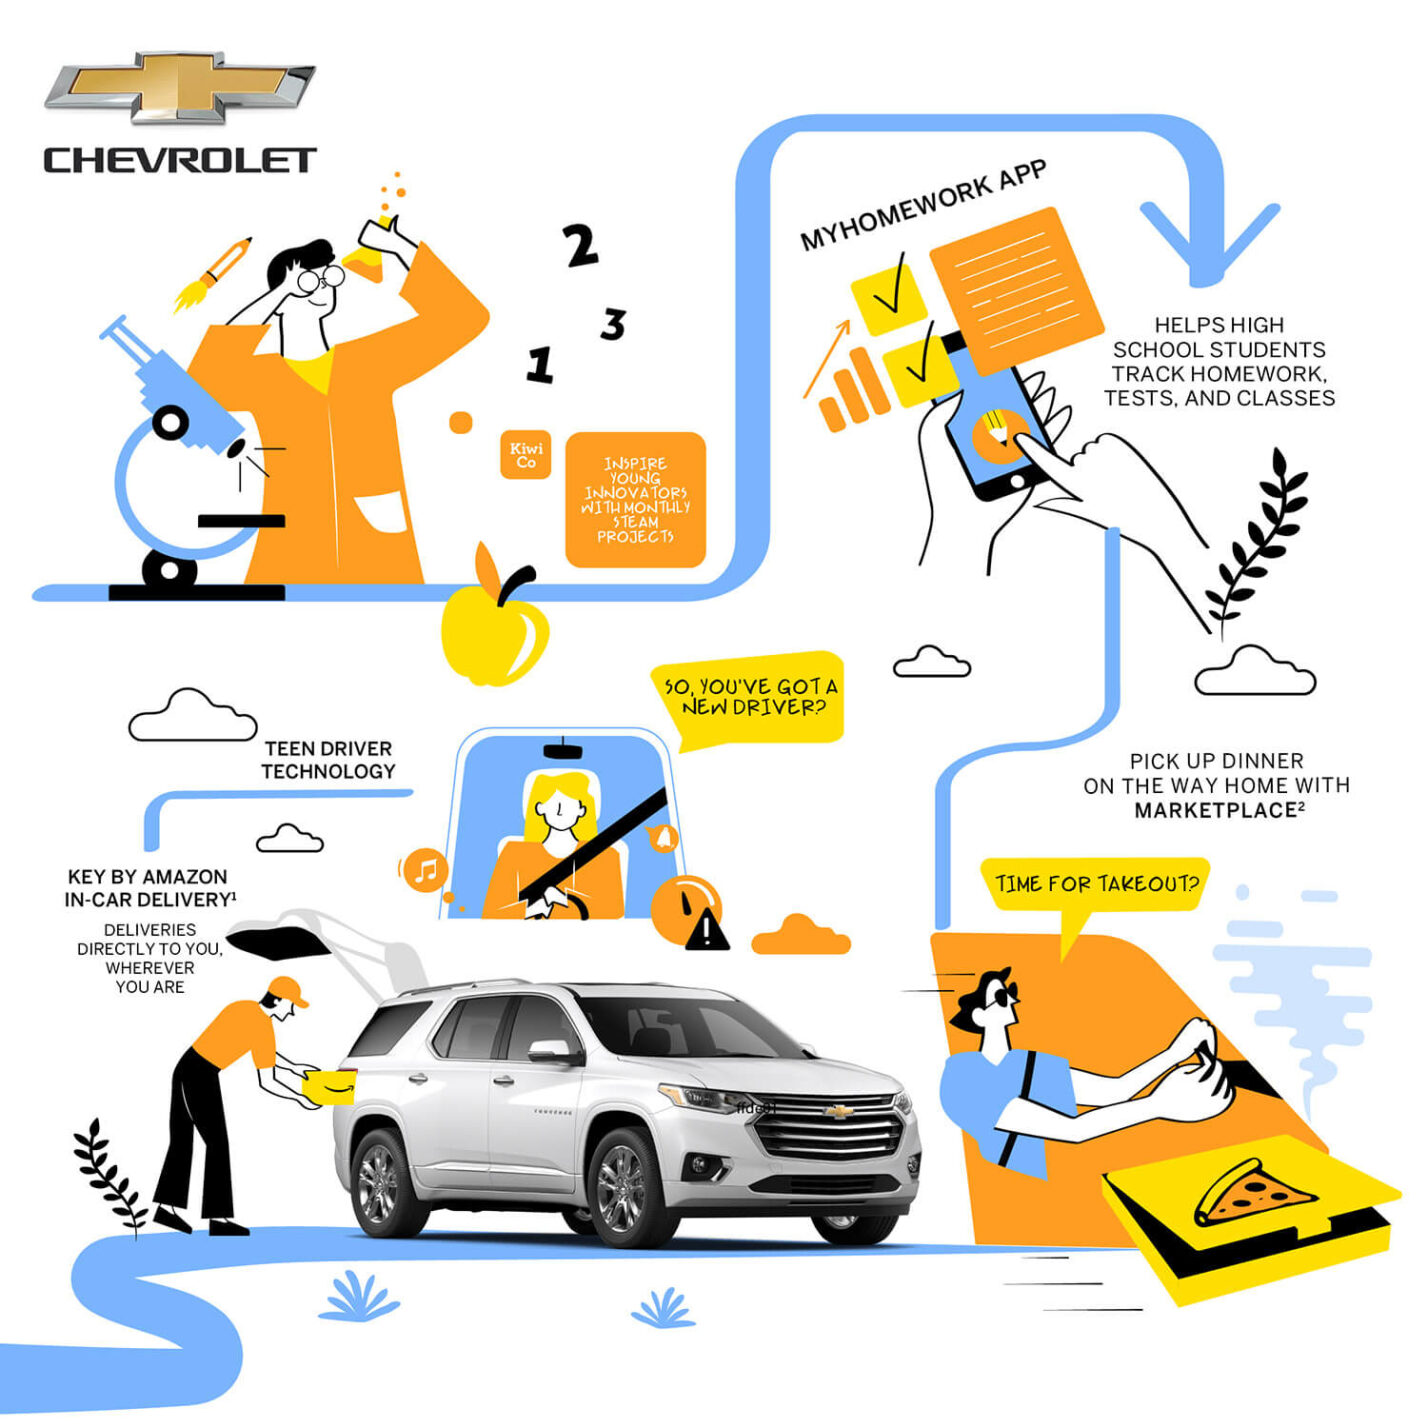 CHEVROLET
MYHOMEWORK APP
2
3
1
HELPS HIGH
SCHOOL STUDENTS
TRACK HOMEWORK,
TESTS, AND CLASSES
Kiwi
Co
INSPIRE
YOUNG
INNOVATORS
WITH MONTHLY
STEAM
PROJECTS
SO, YOU'VE GOT A
NEW DRIVER?
TEEN DRIVER
TECHNOLOGY
PICK UP DINNER
ON THE WAY HOME WITH
MARKETPLACE²
KEY BY AMAZON
IN-CAR DELIVERY¹
DELIVERIES
DIRECTLY TO YOU,
WHEREVER
YOU ARE
TIME FOR TAKEOUT?